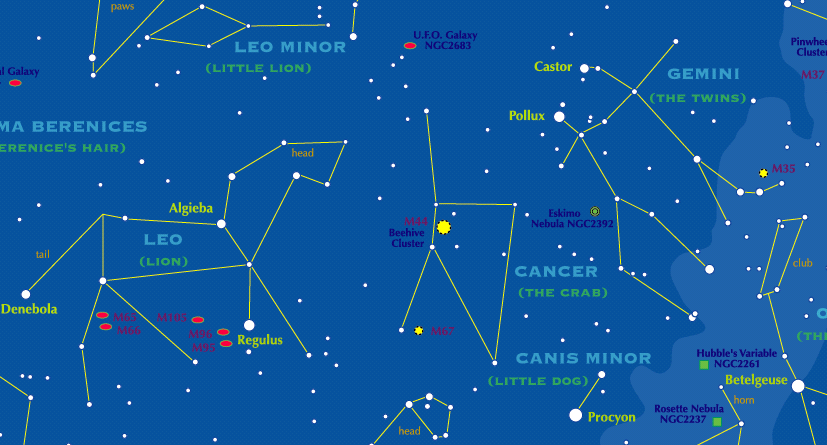 paws
LEO MINOR
(LITTLE LION)
U.F.O. Galaxy
NGC2683
Castor
GEMINI
(THE TWINS)
Pinwhe
Cluster
M37
al Galaxy
Pollux
MA BERENICES
ERENICE'S HAIR)
head
M35
Algieba
M44
Beehive
Cluster
Eskimo
Nebula NGC2392
LEO
(LION)
tail
club
CANCER
(THE CRAB)
Denebola
M65
M66
M105
M96
M95
Regulus
M67
O
(THE
CANIS MINOR
(LITTLE DOG)
Hubble's Variable
NGC2261
Betelgeuse
horn
Procyon
Rosette Nebula
NGC2237
head